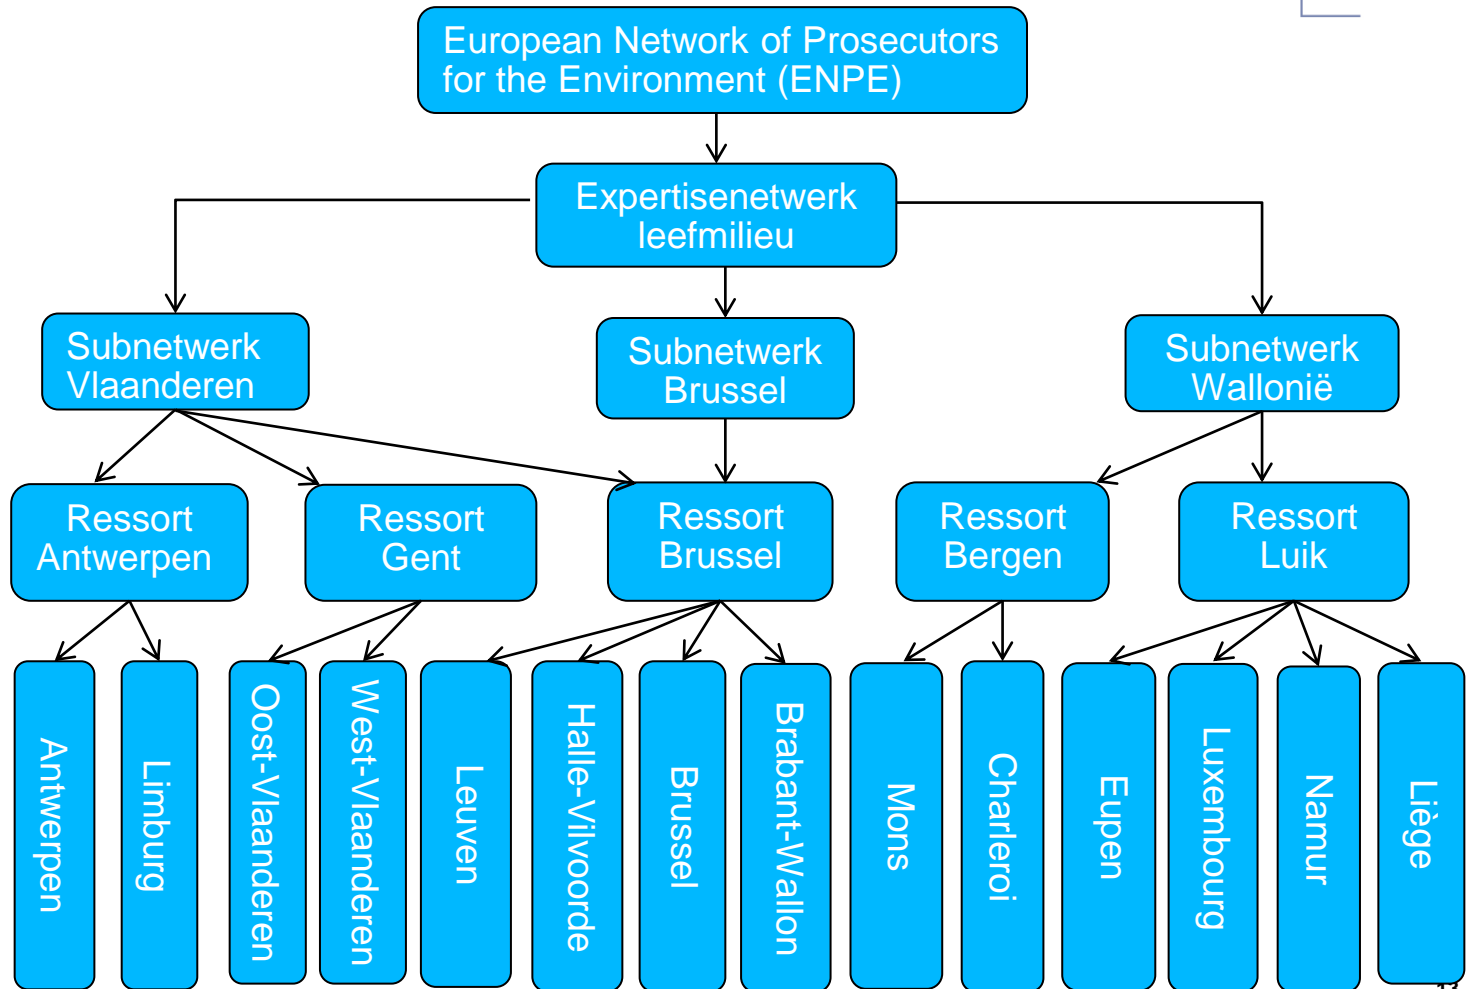 European Network of Prosecutors
for the Environment (ENPE)
Expertisenetwerk
leefmilieu
Subnetwerk
Vlaanderen
Subnetwerk
Brussel
Subnetwerk
Wallonië
Ressort
Antwerpen
Ressort
Gent
Ressort
Brussel
Ressort
Bergen
Ressort
Luik
Antwerpen
Limburg
Oost-Vlaanderen
West-Vlaanderen
Leuven
Halle-Vilvoorde
Brussel
Brabant-Wallon
Mons
Charleroi
Eupen
Luxembourg
Namur
Liège